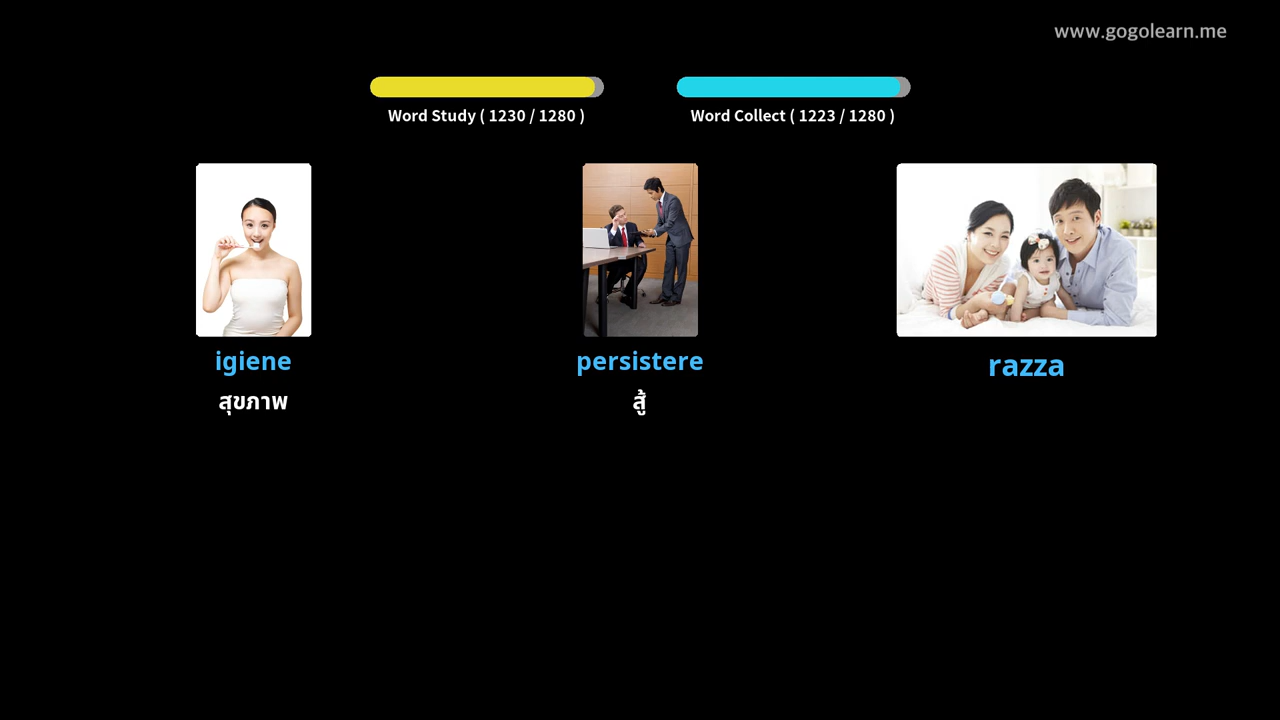 www.gogolearn.me
Word Study ( 1230 / 1280 )
Word Collect ( 1223 / 1280 )
igiene
persistere
razza
สุขภาพ
สู้